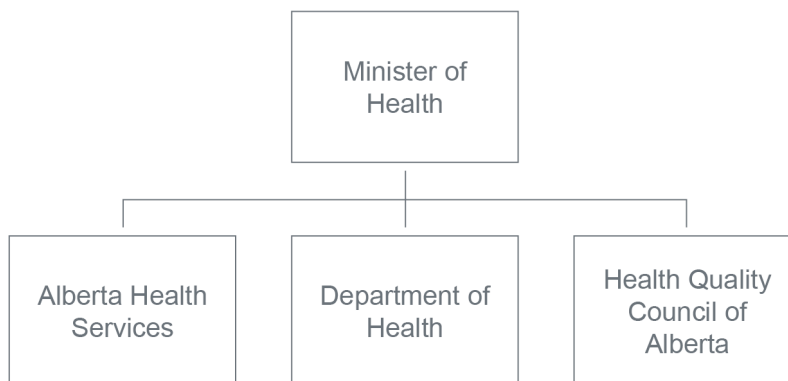 Minister of
Health
Alberta Health
Services
Department of
Health
Health Quality
Council of
Alberta